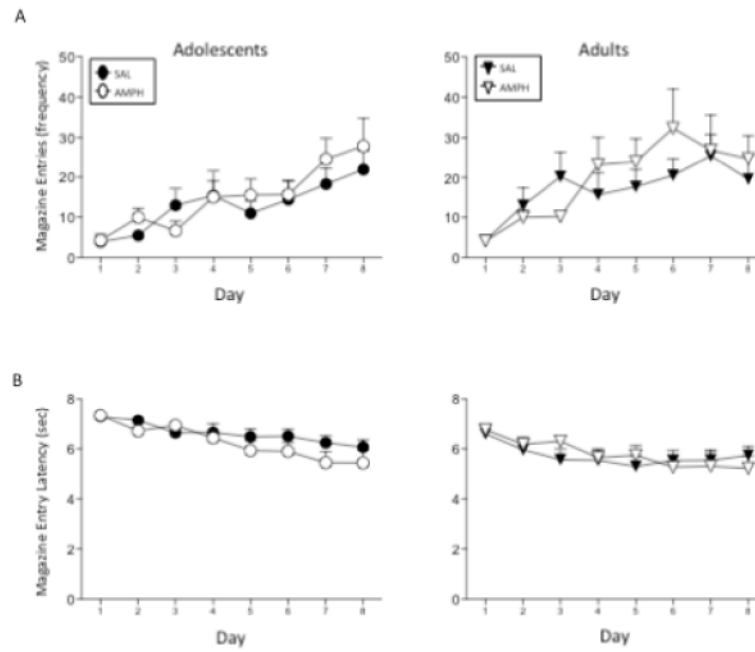 A
Adolescents
Adults
Magazine Entries (frequency)
50
40
30
20
10
0
SAL
AMPH
1 2 3 4 5 6 7 8
Day
50
40
30
20
10
0
SAL
AMPH
1 2 3 4 5 6 7 8
Day
B
Magazine Entry Latency (sec)
8
6
4
2
0
1 2 3 4 5 6 7 8
Day
8
6
4
2
0
1 2 3 4 5 6 7 8
Day